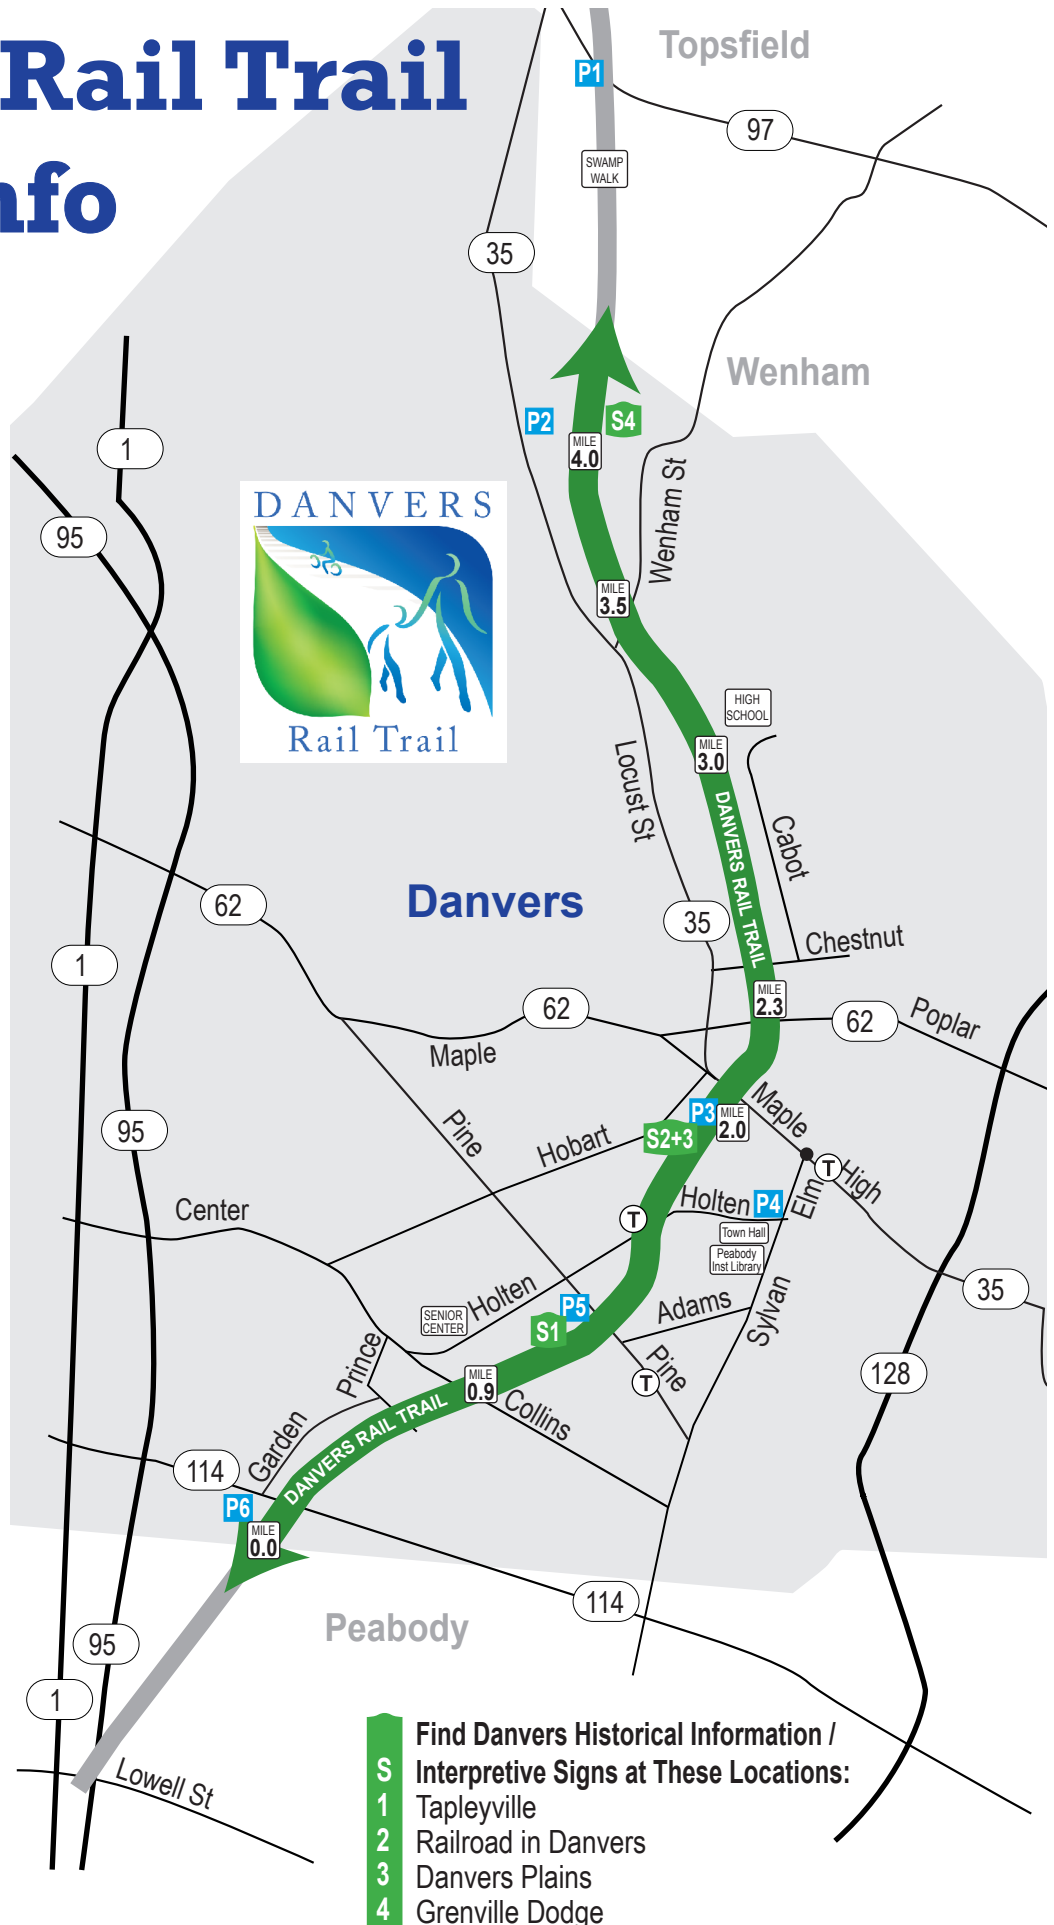 Rail Trail
nfo
Topsfield
P1
97
SWAMP
WALK
35
Wenham
P2
S4
MILE
4.0
1
95
Wenham St
DANVERS
Rail Trail
MILE
3.5
HIGH
SCHOOL
MILE
3.0
Locust St
DANVERS RAIL TRAIL
Cabot
62
Danvers
35
Chestnut
1
MILE
2.3
62
62
Poplar
Maple
Maple
P3
MILE
2.0
95
Pine
Hobart
S2+3
T
High
Elm
Center
Holten
P4
T
Town Hall
Peabody
Inst Library
35
Holten
P5
Adams
Sylvan
SENIOR
CENTER
S1
Prince
Pine
T
128
MILE
0.9
Collins
DANVERS RAIL TRAIL
Garden
114
P6
MILE
0.0
114
Peabody
95
1
Lowell St
Find Danvers Historical Information /
S Interpretive Signs at These Locations:
1 Tapleyville
2 Railroad in Danvers
3 Danvers Plains
4 Grenville Dodge